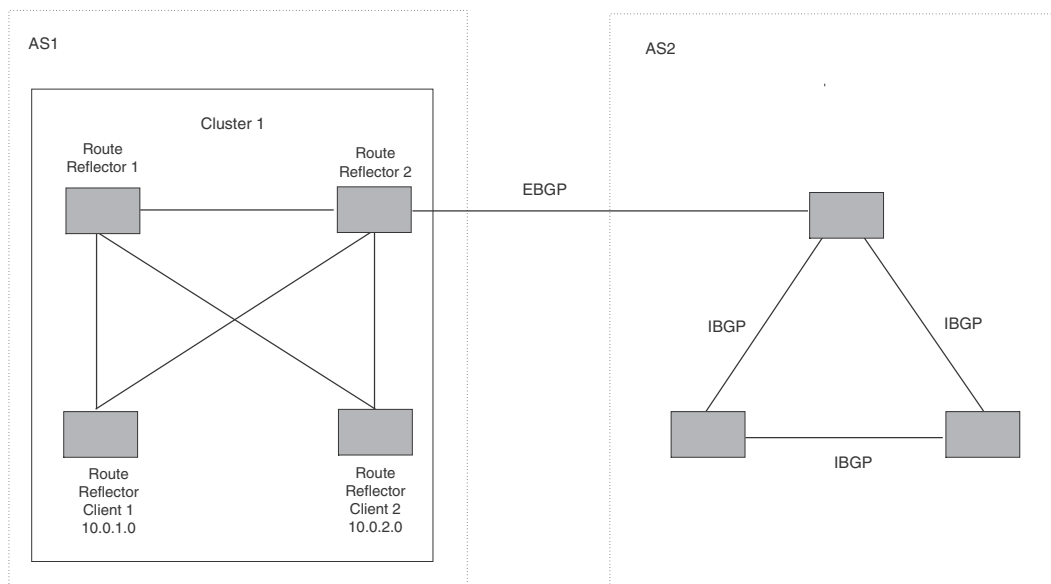 AS1
AS2
Cluster 1
Route
Reflector 1
Route
Reflector 2
EBGP
IBGP
IBGP
IBGP
Route
Reflector
Client 1
10.0.1.0
Route
Reflector
Client 2
10.0.2.0